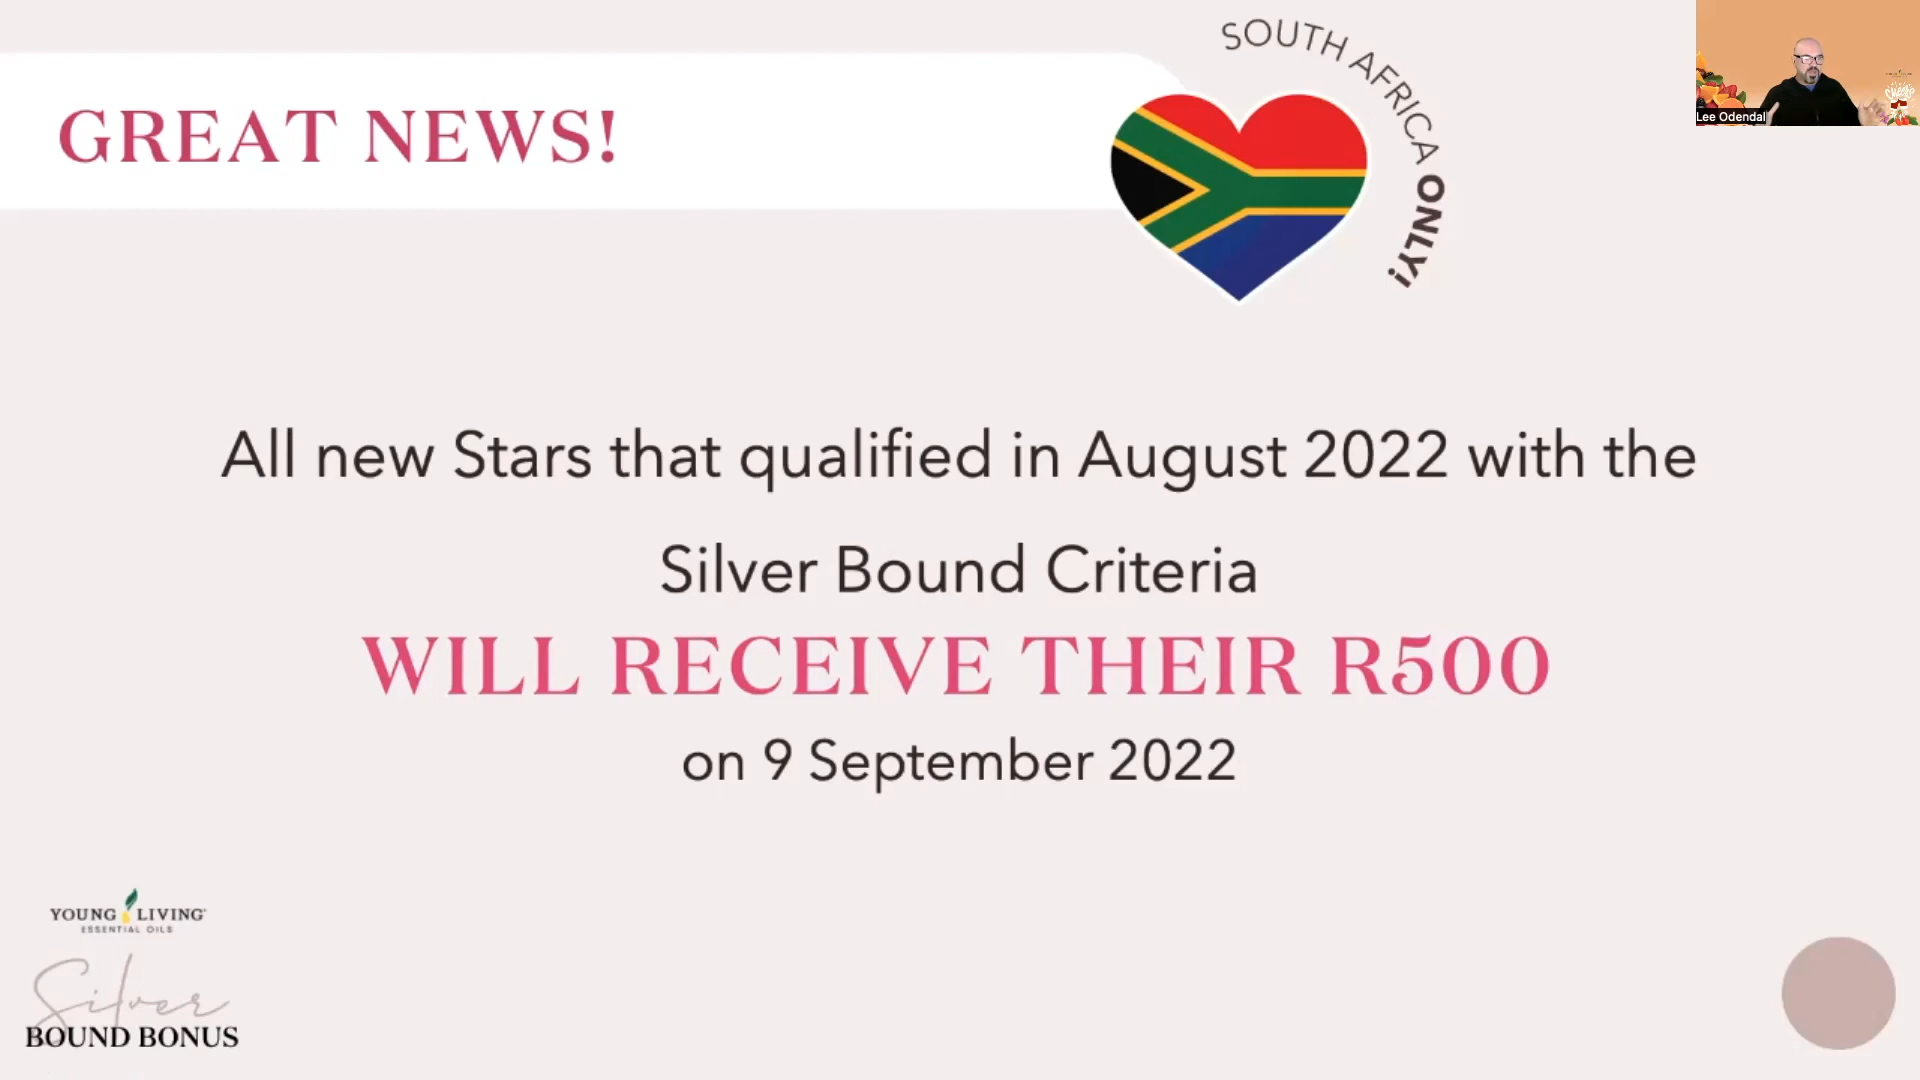 SOUTH AFRICA ONLY!
GREAT NEWS!
Lee Odendal
All new Stars that qualified in August 2022 with the
Silver Bound Criteria
WILL RECEIVE THEIR R500
on 9 September 2022
YOUNG LIVING
ESSENTIAL OILS
Silver
BOUND BONUS